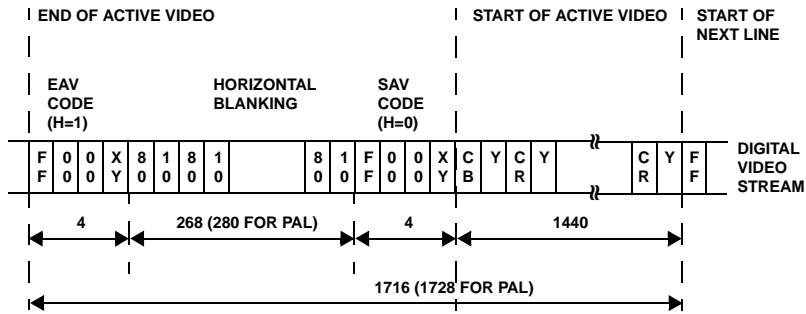 END OF ACTIVE VIDEO
START OF ACTIVE VIDEO
START OF
NEXT LINE
EAV
CODE
(H=1)
HORIZONTAL
BLANKING
SAV
CODE
(H=0)
F 0 0 X 8 1 8 1 8 1 F 0 0 X C Y C Y C Y F
F 0 0 Y 0 0 0 0 0 0 F 0 0 Y B R R F
DIGITAL
VIDEO
STREAM
4
268 (280 FOR PAL)
4
1440
1716 (1728 FOR PAL)